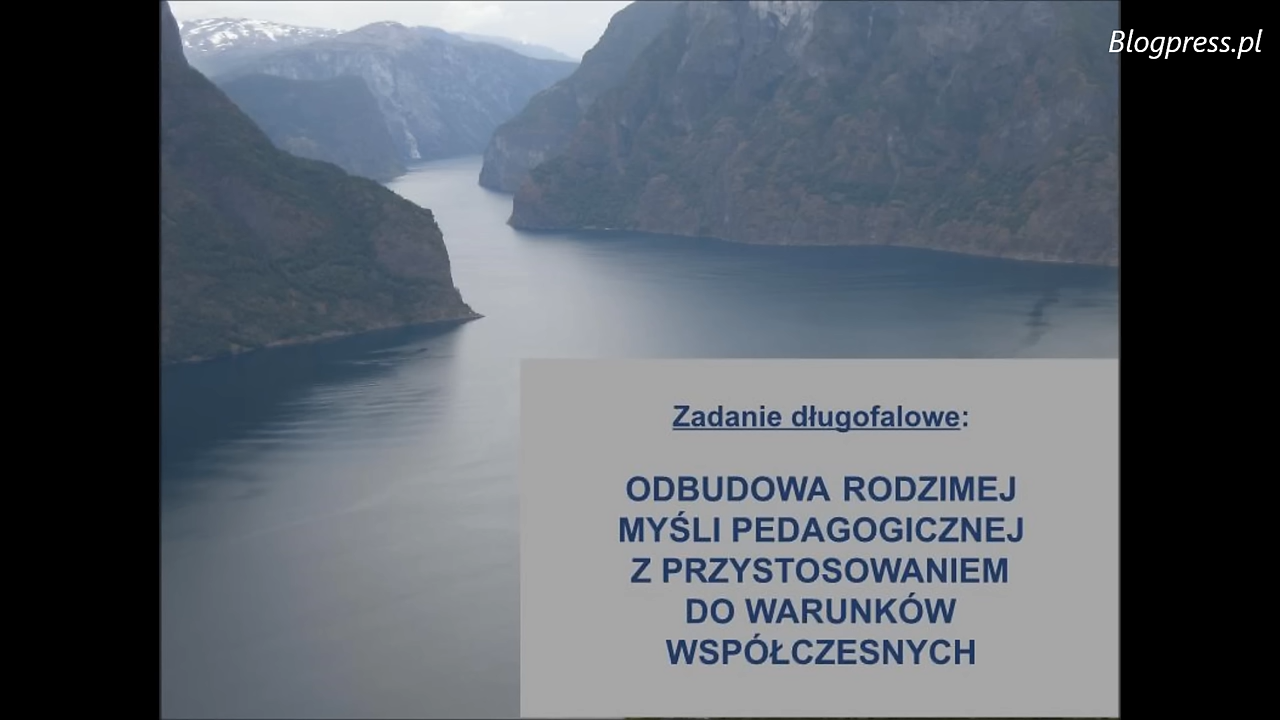 Blogpress.pl
Zadanie długofalowe:
ODBUDOWA RODZIMEJ
MYŚLI PEDAGOGICZNEJ
Z PRZYSTOSOWANIEM
DO WARUNKÓW
WSPÓŁCZESNYCH